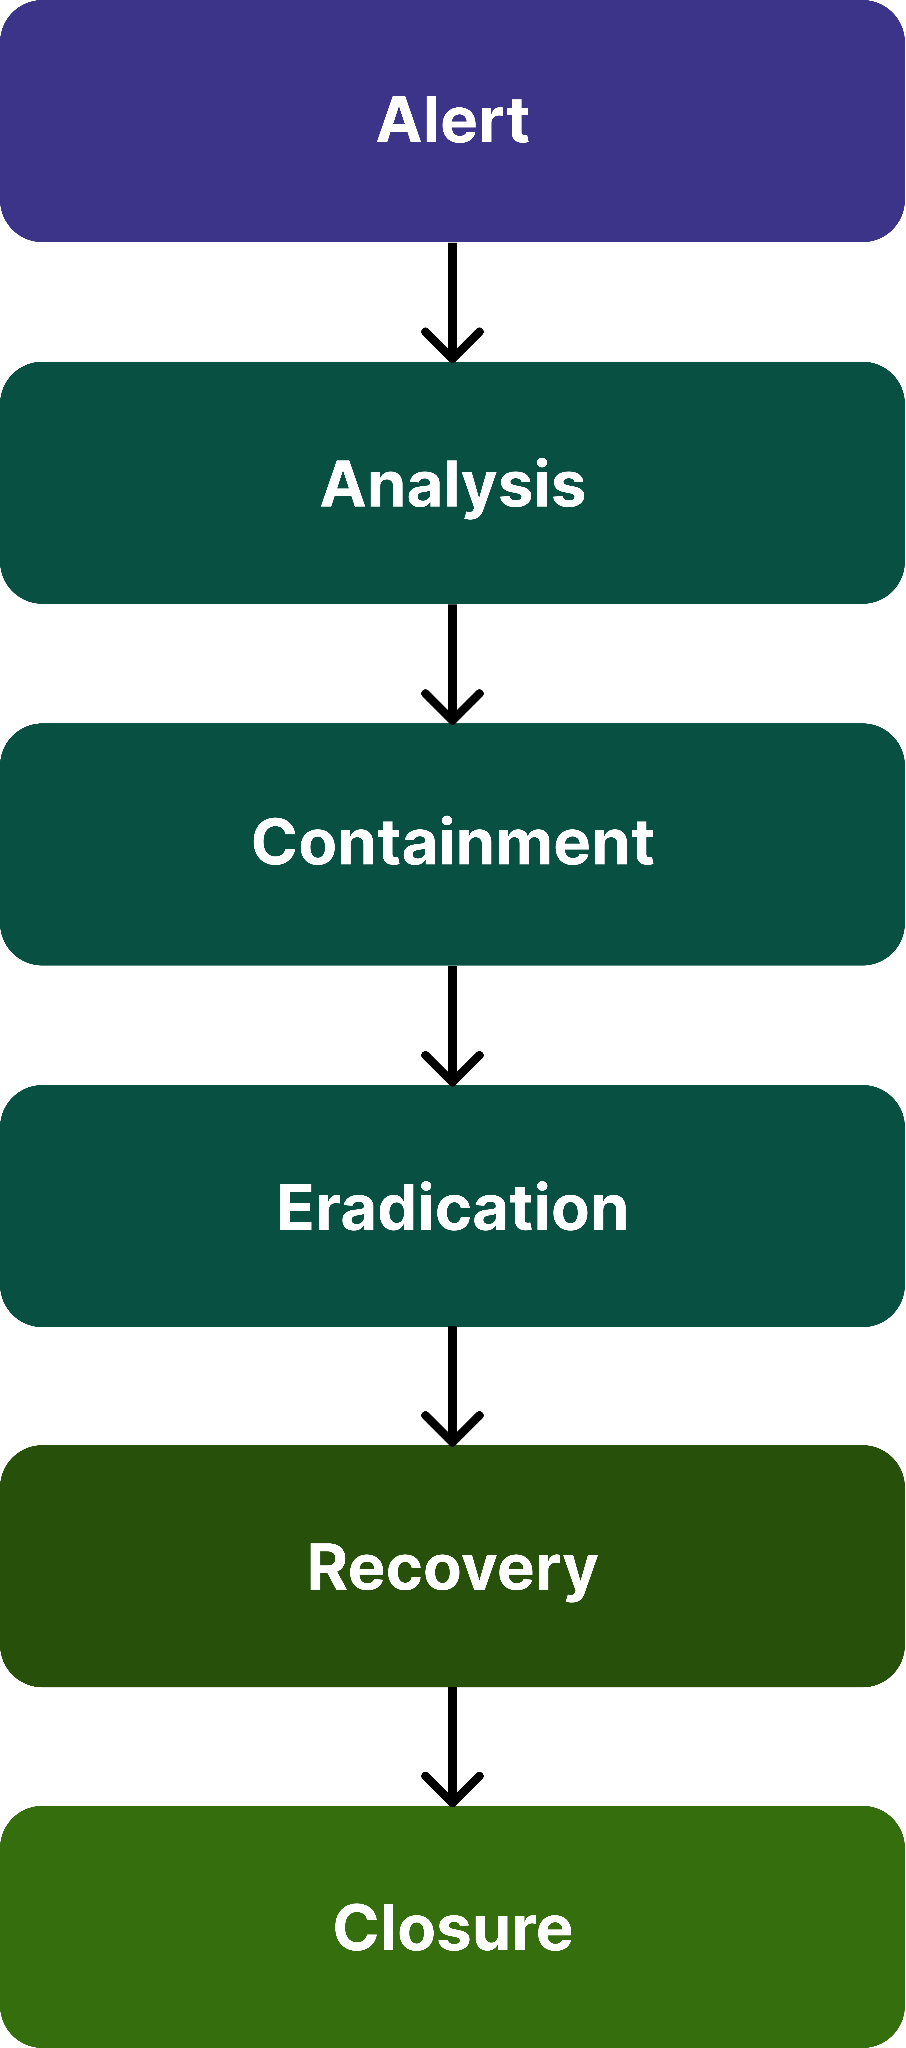 Alert
Analysis
Containment
Eradication
Recovery
Closure